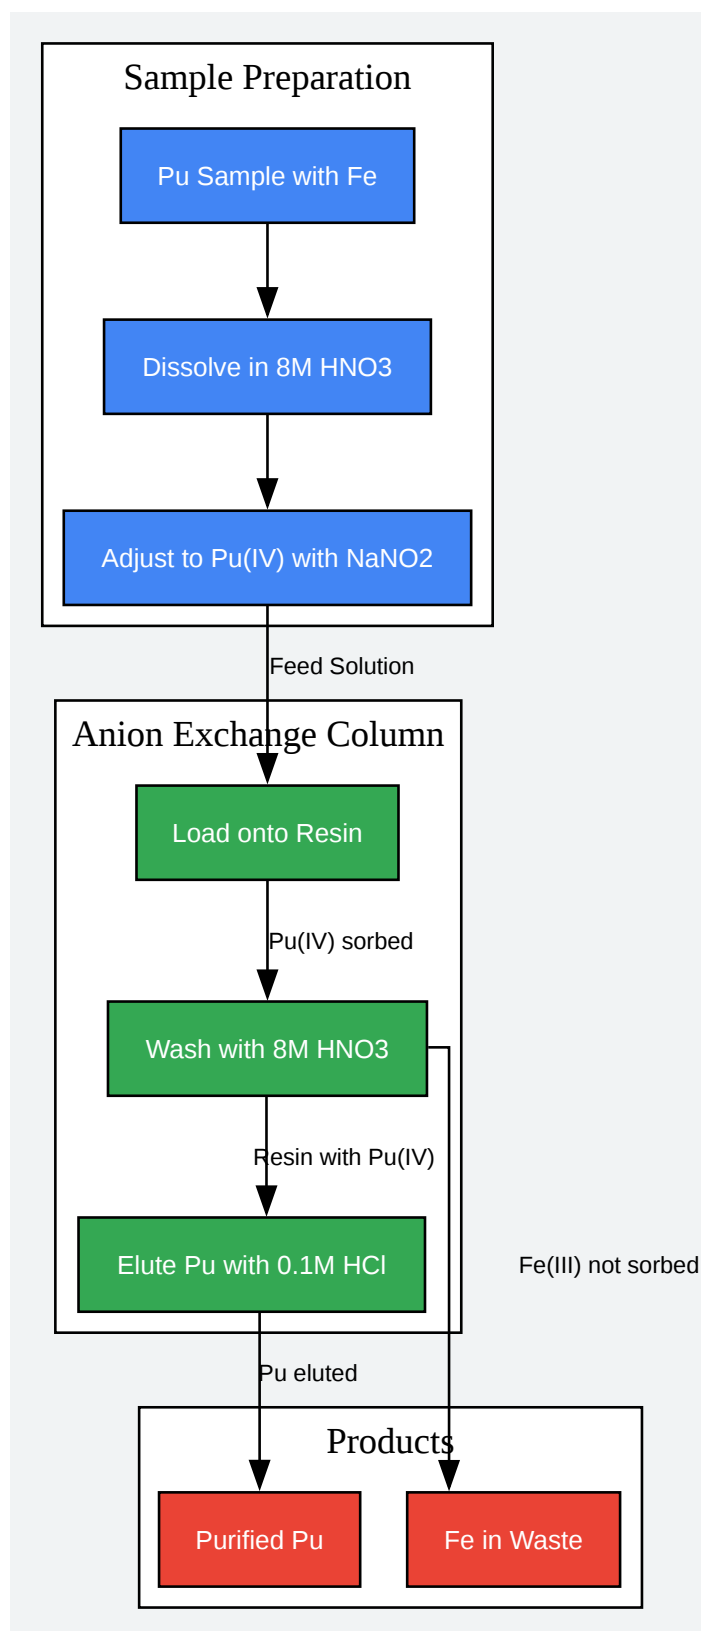 Sample Preparation
Pu Sample with Fe
Dissolve in 8M HNO3
Adjust to Pu(IV) with NaNO2
Feed Solution
Anion Exchange Column
Load onto Resin
Pu(IV) sorbed
Wash with 8M HNO3
Resin with Pu(IV)
Elute Pu with 0.1M HCl
Fe(III) not sorbed
Pu eluted
Products
Purified Pu
Fe in Waste